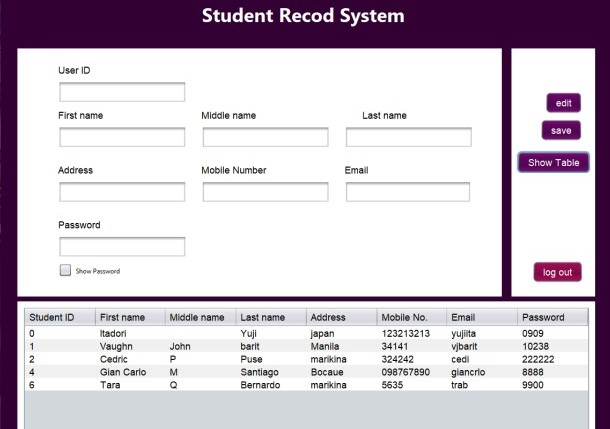 Student Recod System
User ID
First name Middle name Last name
Address Mobile Number Email
Password
Show Password
edit
save
Show Table
log out
Student ID First name Middle name Last name Address Mobile No. Email Password
0 Itadori Yuji japan 123213213 yujiita 0909
1 Vaughn John barit Manila 34141 vjbarit 10238
2 Cedric P Puse marikina 324242 cedi 222222
4 Gian Carlo M Santiago Bocaue 098767890 giancrlo 8888
6 Tara Q Bernardo marikina 5635 trab 9900